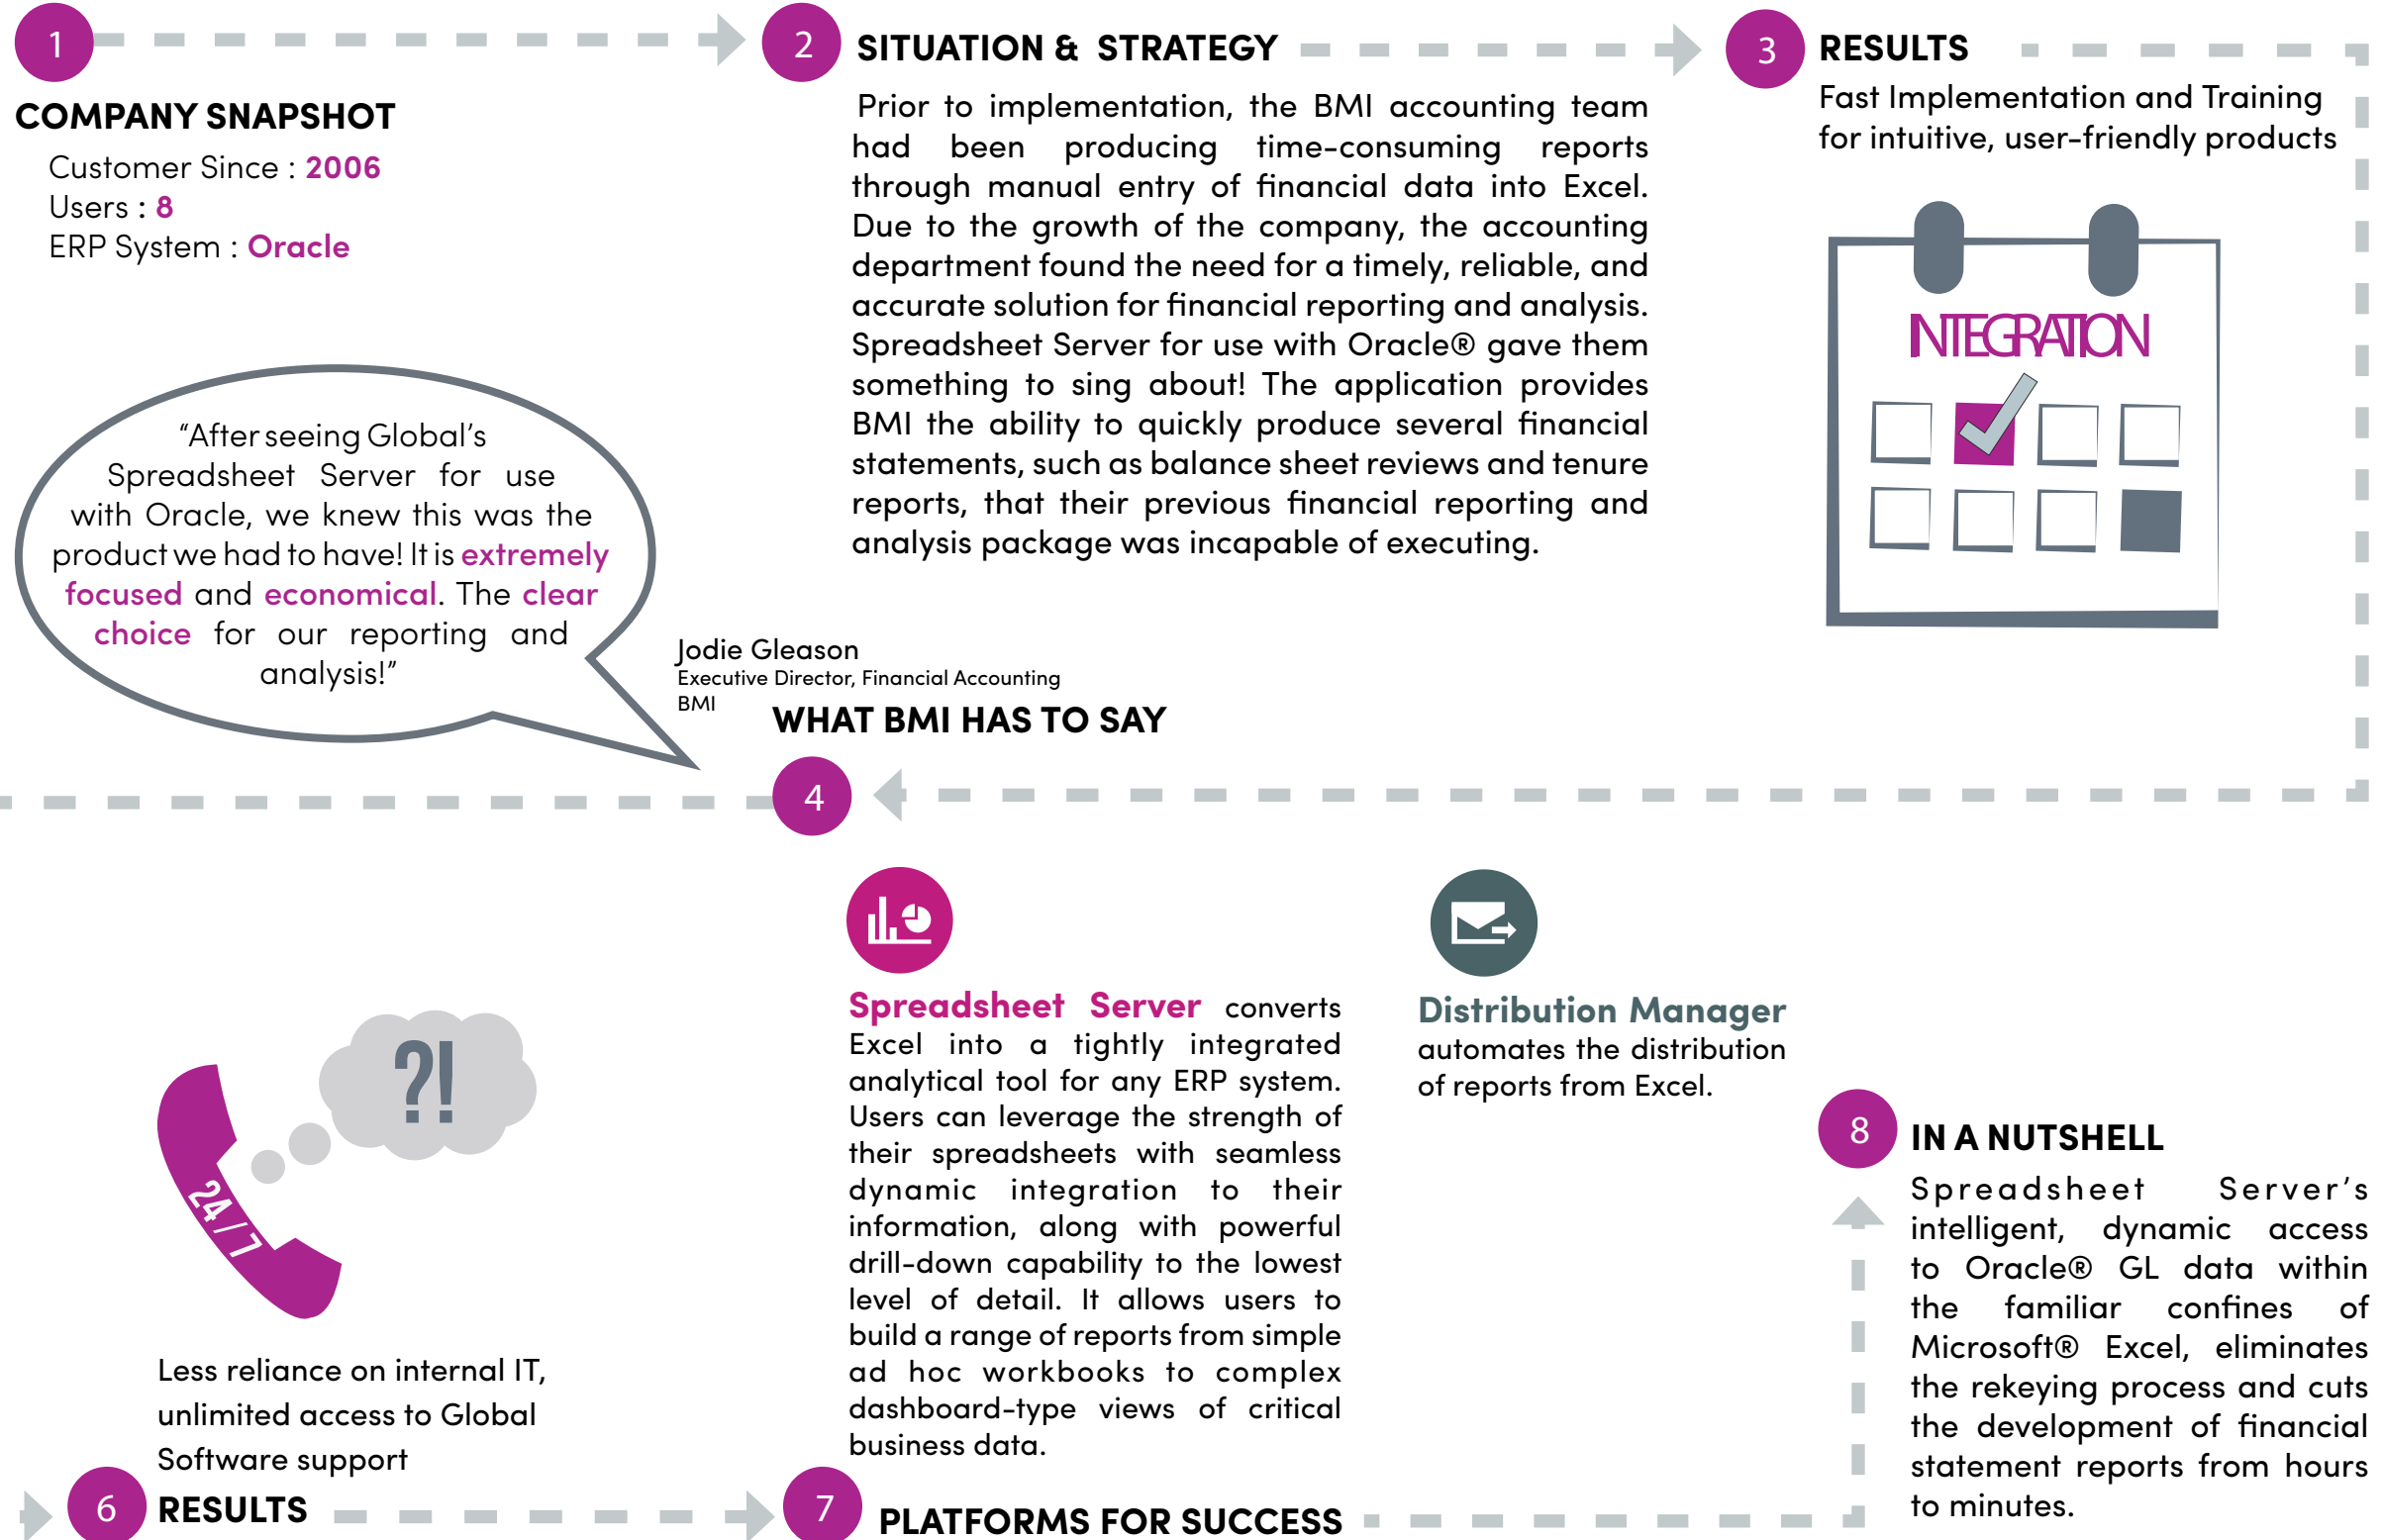 1
COMPANY SNAPSHOT
Customer Since : 2006
Users : 8
ERP System : Oracle
2
SITUATION & STRATEGY
Prior to implementation, the BMI accounting team
had been producing time-consuming reports
through manual entry of financial data into Excel.
Due to the growth of the company, the accounting
department found the need for a timely, reliable, and
accurate solution for financial reporting and analysis.
Spreadsheet Server for use with Oracle® gave them
something to sing about! The application provides
BMI the ability to quickly produce several financial
statements, such as balance sheet reviews and tenure
reports, that their previous financial reporting and
analysis package was incapable of executing.
3
RESULTS
Fast Implementation and Training
for intuitive, user-friendly products
INTEGRATION
“After seeing Global’s
Spreadsheet Server for use
with Oracle, we knew this was the
product we had to have! It is extremely
focused and economical. The clear
choice for our reporting and
analysis!”
Jodie Gleason
Executive Director, Financial Accounting
BMI
WHAT BMI HAS TO SAY
4
?!
24/7
Less reliance on internal IT,
unlimited access to Global
Software support
6
RESULTS
Spreadsheet Server converts
Excel into a tightly integrated
analytical tool for any ERP system.
Users can leverage the strength of
their spreadsheets with seamless
dynamic integration to their
information, along with powerful
drill-down capability to the lowest
level of detail. It allows users to
build a range of reports from simple
ad hoc workbooks to complex
dashboard-type views of critical
business data.
Distribution Manager
automates the distribution
of reports from Excel.
7
PLATFORMS FOR SUCCESS
8
IN A NUTSHELL
Spreadsheet Server’s
intelligent, dynamic access
to Oracle® GL data within
the familiar confines of
Microsoft® Excel, eliminates
the rekeying process and cuts
the development of financial
statement reports from hours
to minutes.